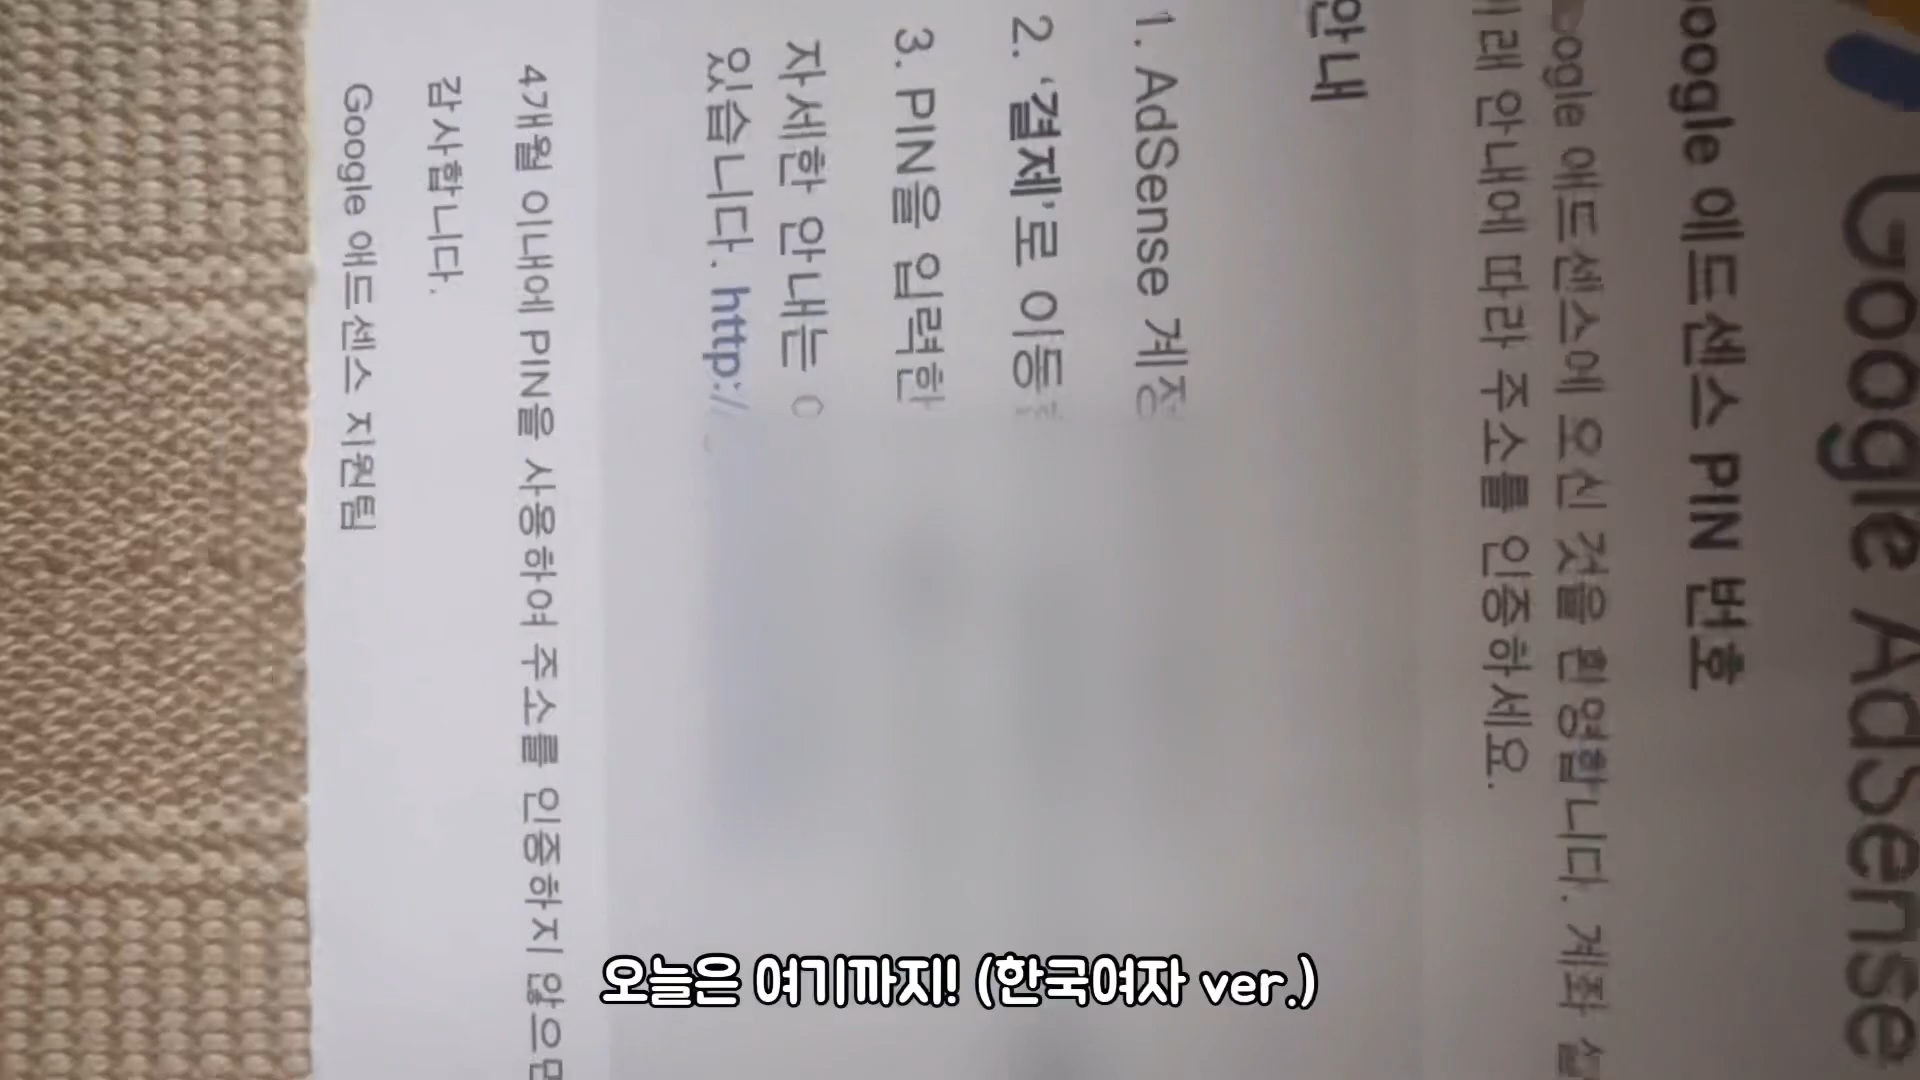 Google AdSense
Google 애드센스 PIN 번호
Google 애드센스에 오신 것을 환영합니다. 계좌
아래 안내에 따라 주소를 인증하세요.
안내
1. AdSense 계정
2. '결제'로 이동
3. PIN을 입력한
자세한 안내는
있습니다. http://
4개월 이내에 PIN을 사용하여 주소를 인증하지 않으면
감사합니다.
Google 애드센스 지원팀
오늘은 여기까지! (한국여자 ver.)